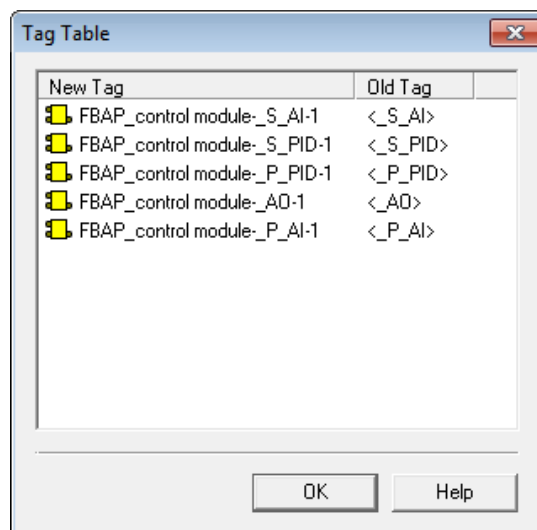 Tag Table
New Tag Old Tag
FBAP_control module-_S_AI-1 <_S_AI>
FBAP_control module-_S_PID-1 <_S_PID>
FBAP_control module-_P_PID-1 <_P_PID>
FBAP_control module-_AO-1 <_AO>
FBAP_control module-_P_AI-1 <_P_AI>
OK Help